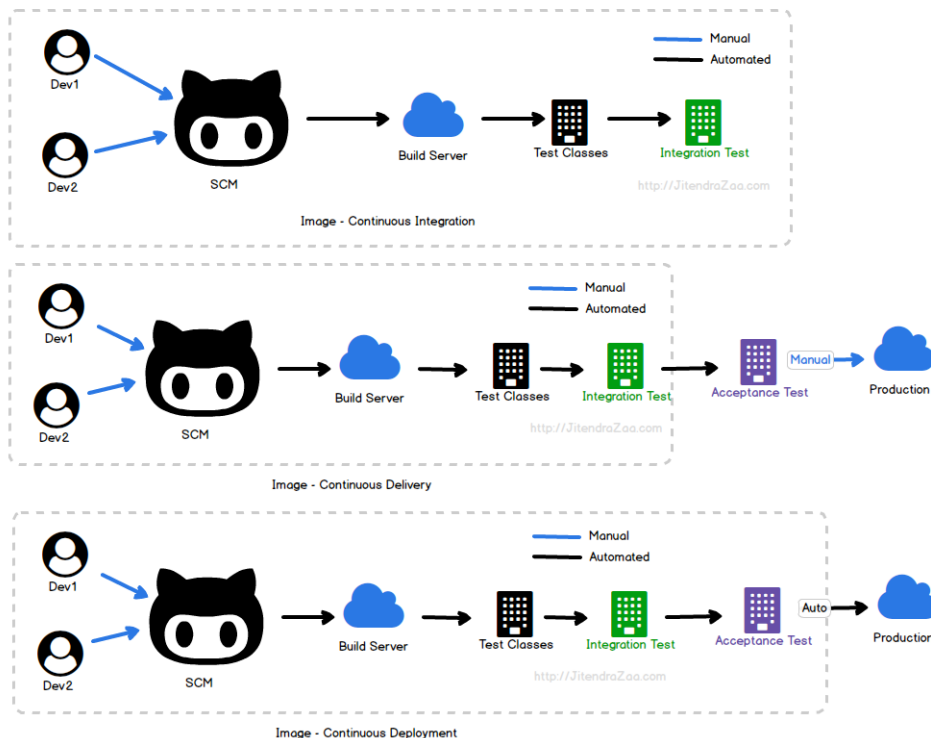 Manual
Automated
Dev1
Dev2
SCM
Build Server
Test Classes
Integration Test
http://JitendraZaa.com
Image - Continuous Integration
Manual
Automated
Dev1
Dev2
SCM
Build Server
Test Classes
Integration Test
Acceptance Test
Manual
Production
http://JitendraZaa.com
Image - Continuous Delivery
Manual
Automated
Dev1
Dev2
SCM
Build Server
Test Classes
Integration Test
Acceptance Test
Auto
Production
http://JitendraZaa.com
Image - Continuous Deployment